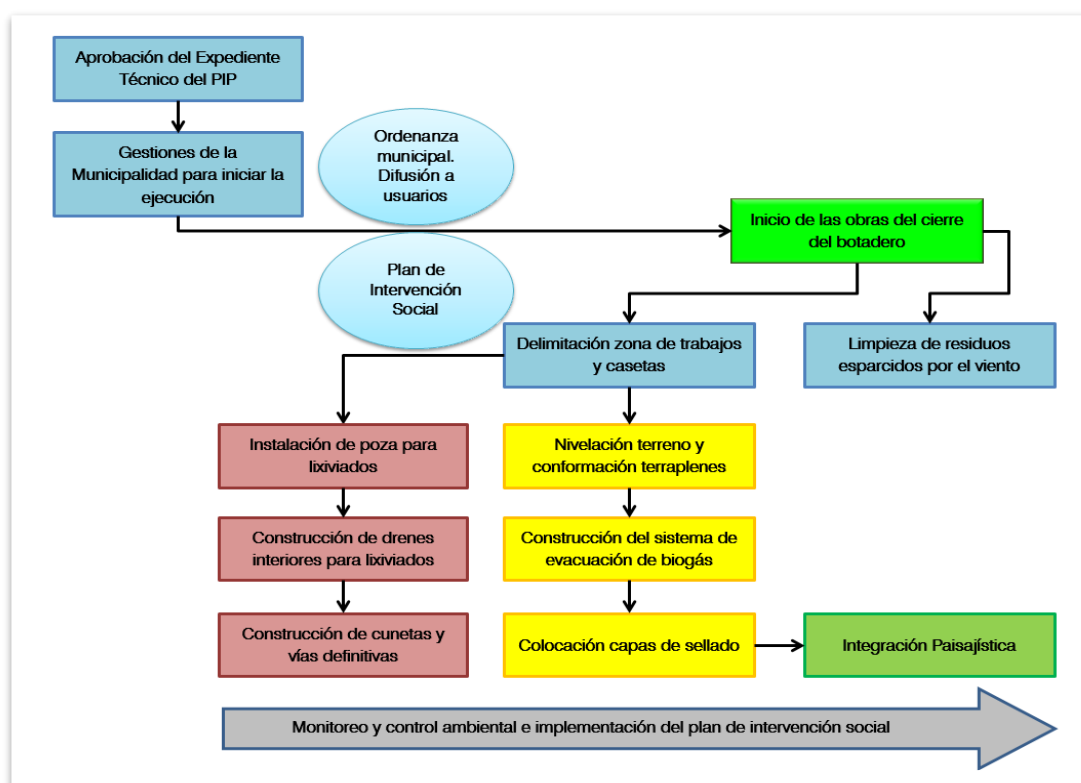 Aprobación del Expediente
Técnico del PIP
Gestiones de la
Municipalidad para iniciar la
ejecución
Ordenanza
municipal.
Difusión a
usuarios
Inicio de las obras del cierre
del botadero
Plan de
Intervención
Social
Delimitación zona de trabajos
y casetas
Limpieza de residuos
esparcidos por el viento
Instalación de poza para
lixiviados
Nivelación terreno y
conformación terraplenes
Construcción de drenes
interiores para lixiviados
Construcción del sistema de
evacuación de biogás
Construcción de cunetas y
vías definitivas
Colocación capas de sellado
Integración Paisajística
Monitoreo y control ambiental e implementación del plan de intervención social